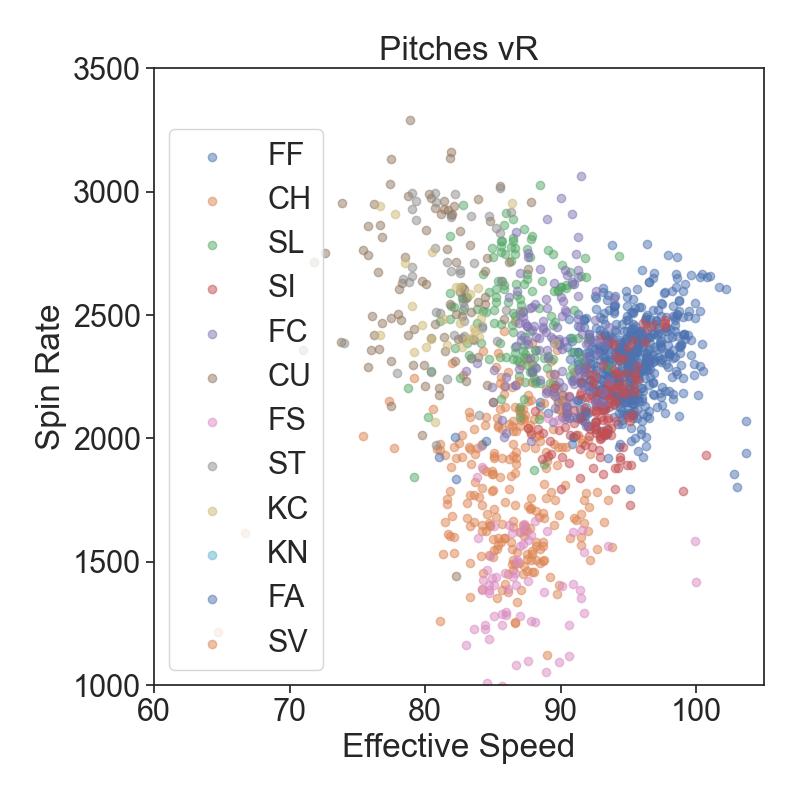 Pitches vR
3500
3000
2500
2000
1500
1000
Spin Rate
FF
CH
SL
SI
FC
CU
FS
ST
KC
KN
FA
SV
60 70 80 90 100
Effective Speed